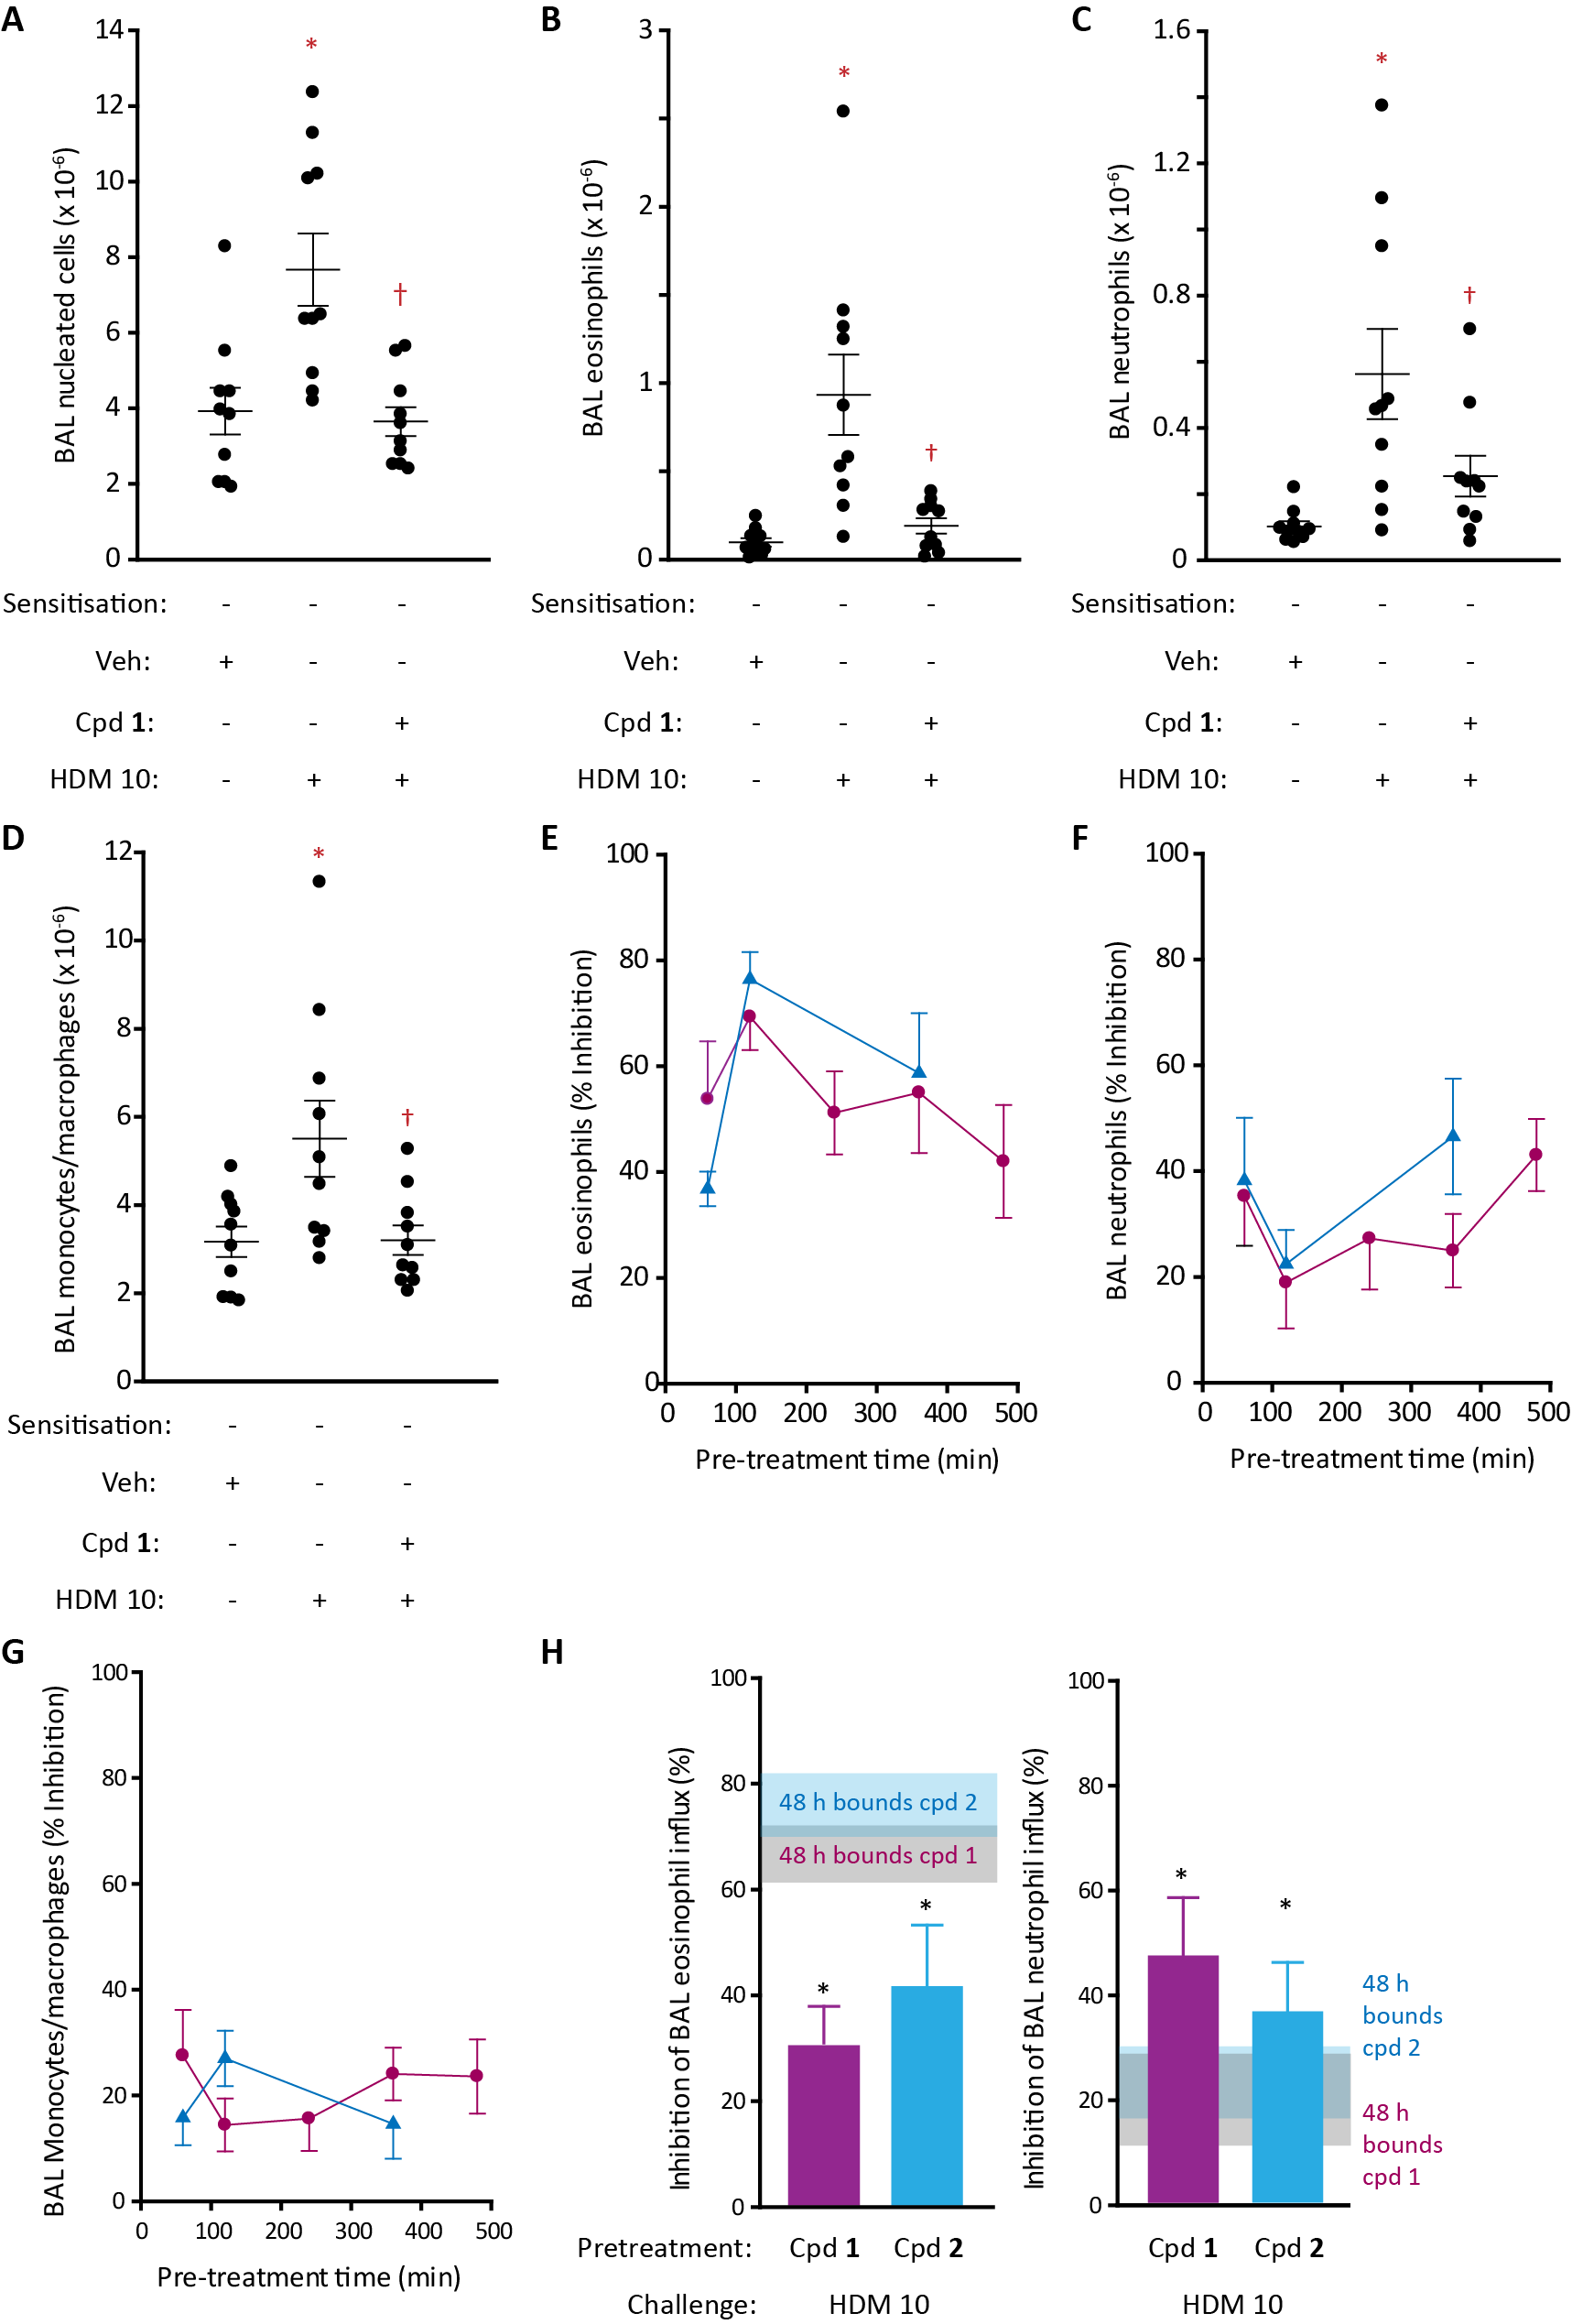 A
BAL nucleated cells (x 10-6)
14
12
10
8
6
4
2
0
*
†
Sensitisation: - - -
Veh: + - -
Cpd 1: - - +
HDM 10: - + +
B
BAL eosinophils (x 10-6)
3
2
1
0
*
†
Sensitisation: - - -
Veh: + - -
Cpd 1: - - +
HDM 10: - + +
C
BAL neutrophils (x 10-6)
1.6
1.2
0.8
0.4
0
*
†
Sensitisation: - - -
Veh: + - -
Cpd 1: - - +
HDM 10: - + +
D
BAL monocytes/macrophages (x 10-6)
12
10
8
6
4
2
0
*
†
Sensitisation: - - -
Veh: + - -
Cpd 1: - - +
HDM 10: - + +
E
BAL eosinophils (% Inhibition)
100
80
60
40
20
0
0 100 200 300 400 500
Pre-treatment time (min)
F
BAL neutrophils (% Inhibition)
100
80
60
40
20
0
0 100 200 300 400 500
Pre-treatment time (min)
G
BAL Monocytes/macrophages (% Inhibition)
100
80
60
40
20
0
0 100 200 300 400 500
Pre-treatment time (min)
H
Inhibition of BAL eosinophil influx (%)
100
80
60
40
20
0
48 h bounds cpd 2
48 h bounds cpd 1
*
*
Pretreatment: Cpd 1 Cpd 2
Challenge: HDM 10
Inhibition of BAL neutrophil influx (%)
100
80
60
40
20
0
*
*
48 h
bounds
cpd 2
48 h
bounds
cpd 1
Cpd 1 Cpd 2
HDM 10